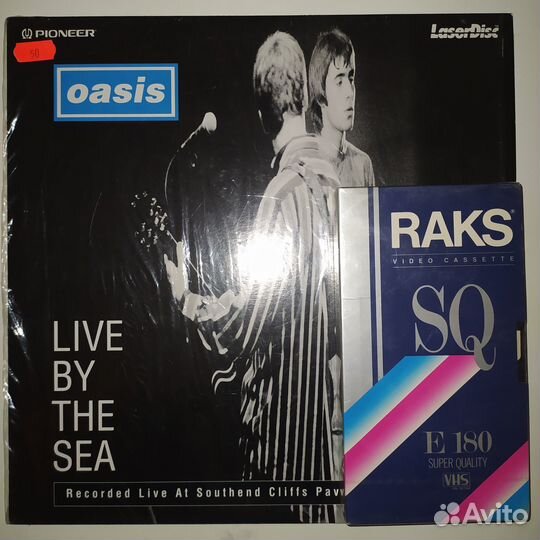 PIONEER
LaserDisc
50
oasis
RAKS
VIDEO CASSETTE
SQ
LIVE
BY
THE
SEA
E 180
SUPER QUALITY
VHS
Recorded Live At Southend Cliffs Pav
Avito